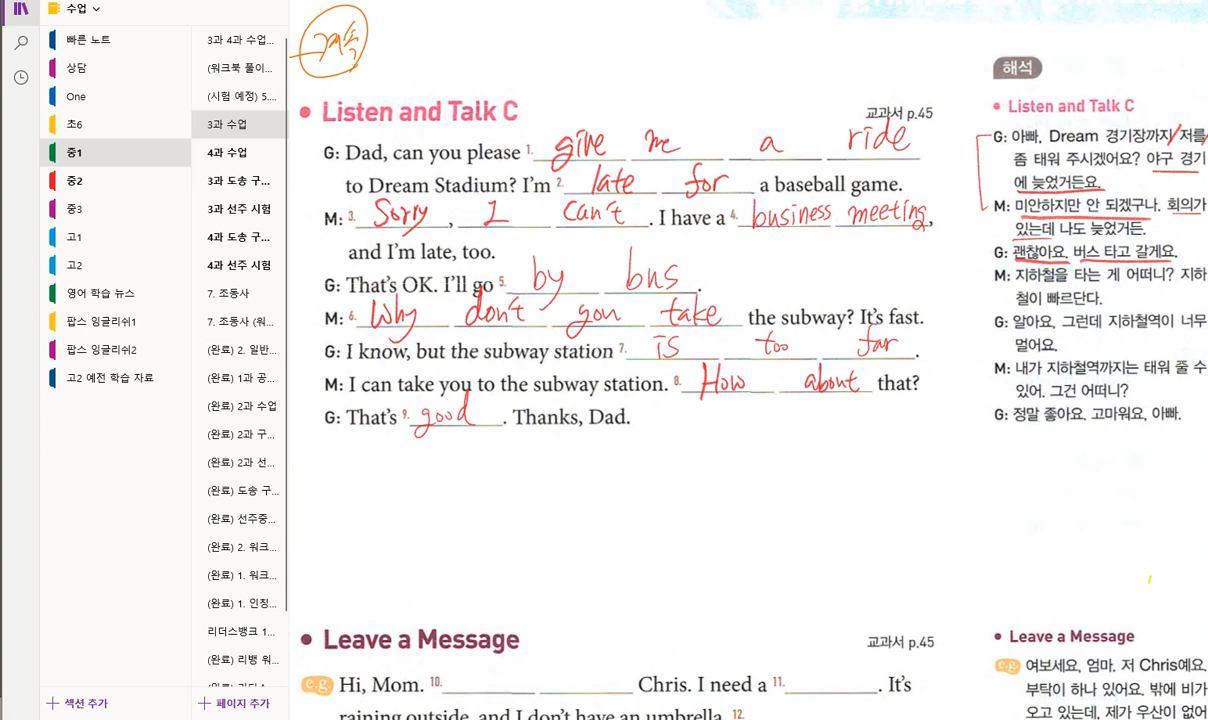 수업
빠른 노트
상담
One
초6
중1
중2
중3
고1
고2
영어 학습 뉴스
팝스 잉글리쉬1
팝스 잉글리쉬2
고2 예전 학습 자료
섹션 추가
3과 4과 수업...
(워크북 풀이...
(시험 예정) 5....
3과 수업
4과 수업
3과 도송 구...
3과 선주 시험
4과 도송 구...
4과 선주 시험
7. 조동사
7. 조동사 (워...
(완료) 2. 일반...
(완료) 1과 공...
(완료) 2과 수업
(완료) 2과 구...
(완료) 2과 선...
(완료) 도송 구...
(완료) 선주중...
(완료) 2. 워크...
(완료) 1. 워크...
(완료) 1. 인칭...
리더스뱅크 1...
(완료) 리뱅 워...
페이지 추가
• Listen and Talk C
교과서 p.45
G: Dad, can you please 1. give me a ride
to Dream Stadium? I'm 2. late for a baseball game.
M: 3. Sorry, I can't. I have a 4. business meeting,
and I'm late, too.
G: That's OK. I'll go 5. by bus.
M: 6. Why don't you take the subway? It's fast.
G: I know, but the subway station 7. is too far.
M: I can take you to the subway station. 8. How about that?
G: That's 9. good. Thanks, Dad.
• Leave a Message
교과서 p.45
e.g. Hi, Mom. 10. Chris. I need a 11. . It's
raining outside, and I don't have an umbrella. 12.
해석
• Listen and Talk C
G: 아빠, Dream 경기장까지 저를
좀 태워 주시겠어요? 야구 경기
에 늦었거든요.
M: 미안하지만 안 되겠구나. 회의가
있는데 나도 늦었거든.
G: 괜찮아요. 버스 타고 갈게요.
M: 지하철을 타는 게 어떠니? 지하
철이 빠르단다.
G: 알아요, 그런데 지하철역이 너무
멀어요.
M: 내가 지하철역까지는 태워 줄 수
있어. 그건 어떠니?
G: 정말 좋아요. 고마워요, 아빠.
• Leave a Message
e.g. 여보세요, 엄마. 저 Chris예요.
부탁이 하나 있어요. 밖에 비가
오고 있는데, 제가 우산이 없어